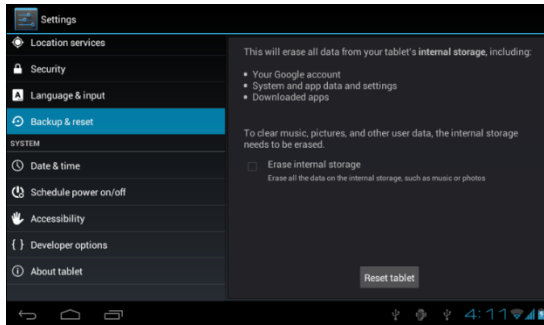 Settings
Location services
Security
A Language & input
Backup & reset
SYSTEM
Date & time
Schedule power on/off
Accessibility
{ } Developer options
About tablet
This will erase all data from your tablet's internal storage, including:
• Your Google account
• System and app data and settings
• Downloaded apps
To clear music, pictures, and other user data, the internal storage
needs to be erased.
Erase internal storage
Erase all the data on the internal storage, such as music or photos
Reset tablet
4:11